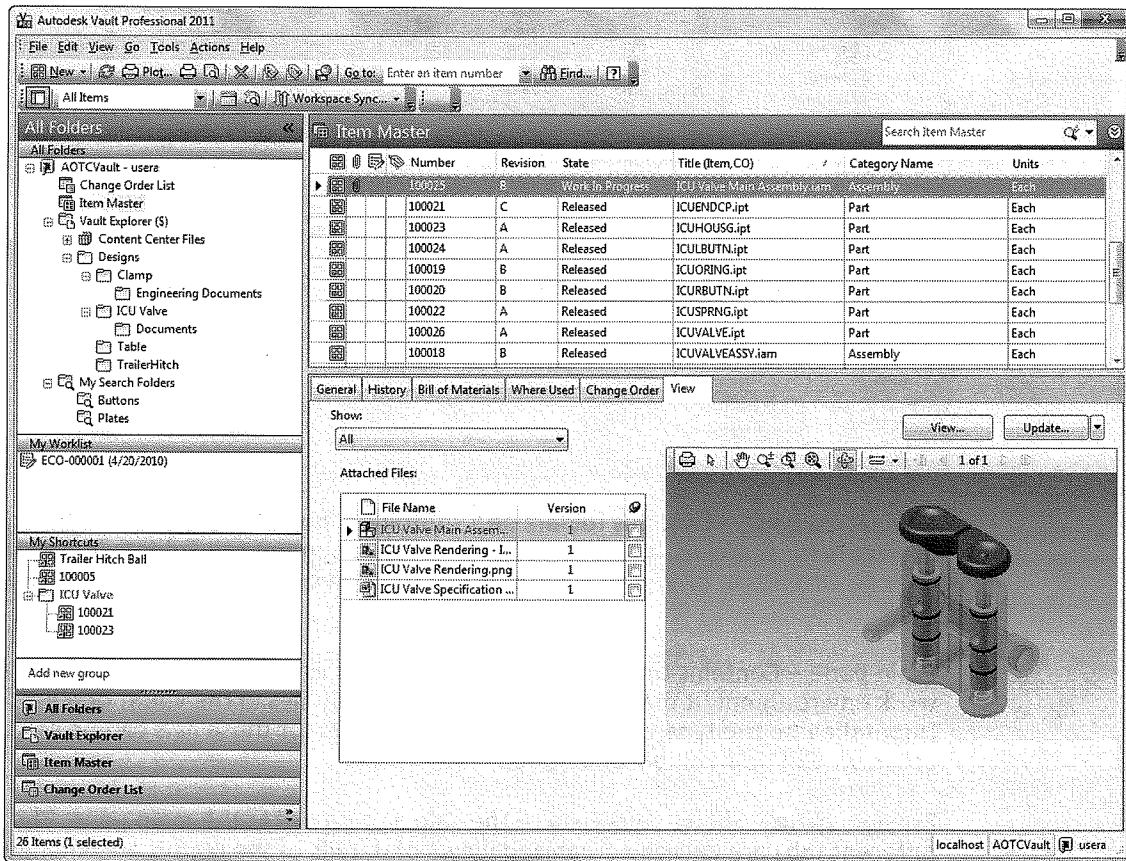 Autodesk Vault Professional 2011
File Edit View Go Tools Actions Help
New Plot... Go to: Enter an item number Find...
All Items Workspace Sync...
All Folders
All Folders
AOTCVault - usera
Change Order List
Item Master
Vault Explorer ($)
Content Center Files
Designs
Clamp
Engineering Documents
ICU Valve
Documents
Table
TrailerHitch
My Search Folders
Buttons
Plates
My Worklist
ECO-000001 (4/20/2010)
My Shortcuts
Trailer Hitch Ball
100005
ICU Valve
100021
100023
Add new group
All Folders
Vault Explorer
Item Master
Change Order List
Item Master Search Item Master
Number Revision State Title (Item,CO) Category Name Units
100025 Work In Progress ICU Valve Main Assembly.iam Assembly Each
100021 C Released ICUENDCP.ipt Part Each
100023 A Released ICUHOUSG.ipt Part Each
100024 A Released ICULBUTN.ipt Part Each
100019 B Released ICUORING.ipt Part Each
100020 B Released ICURBUTN.ipt Part Each
100022 A Released ICUSPRNG.ipt Part Each
100026 A Released ICUVALVE.ipt Part Each
100018 B Released ICUVALVEASSY.iam Assembly Each
General History Bill of Materials Where Used Change Order View
Show:
All
View... Update...
Attached Files:
1 of 1
File Name Version
ICU Valve Main Assem... 1
ICU Valve Rendering - I... 1
ICU Valve Rendering.png 1
ICU Valve Specification ... 1
26 Items (1 selected) localhost AOTCVault usera